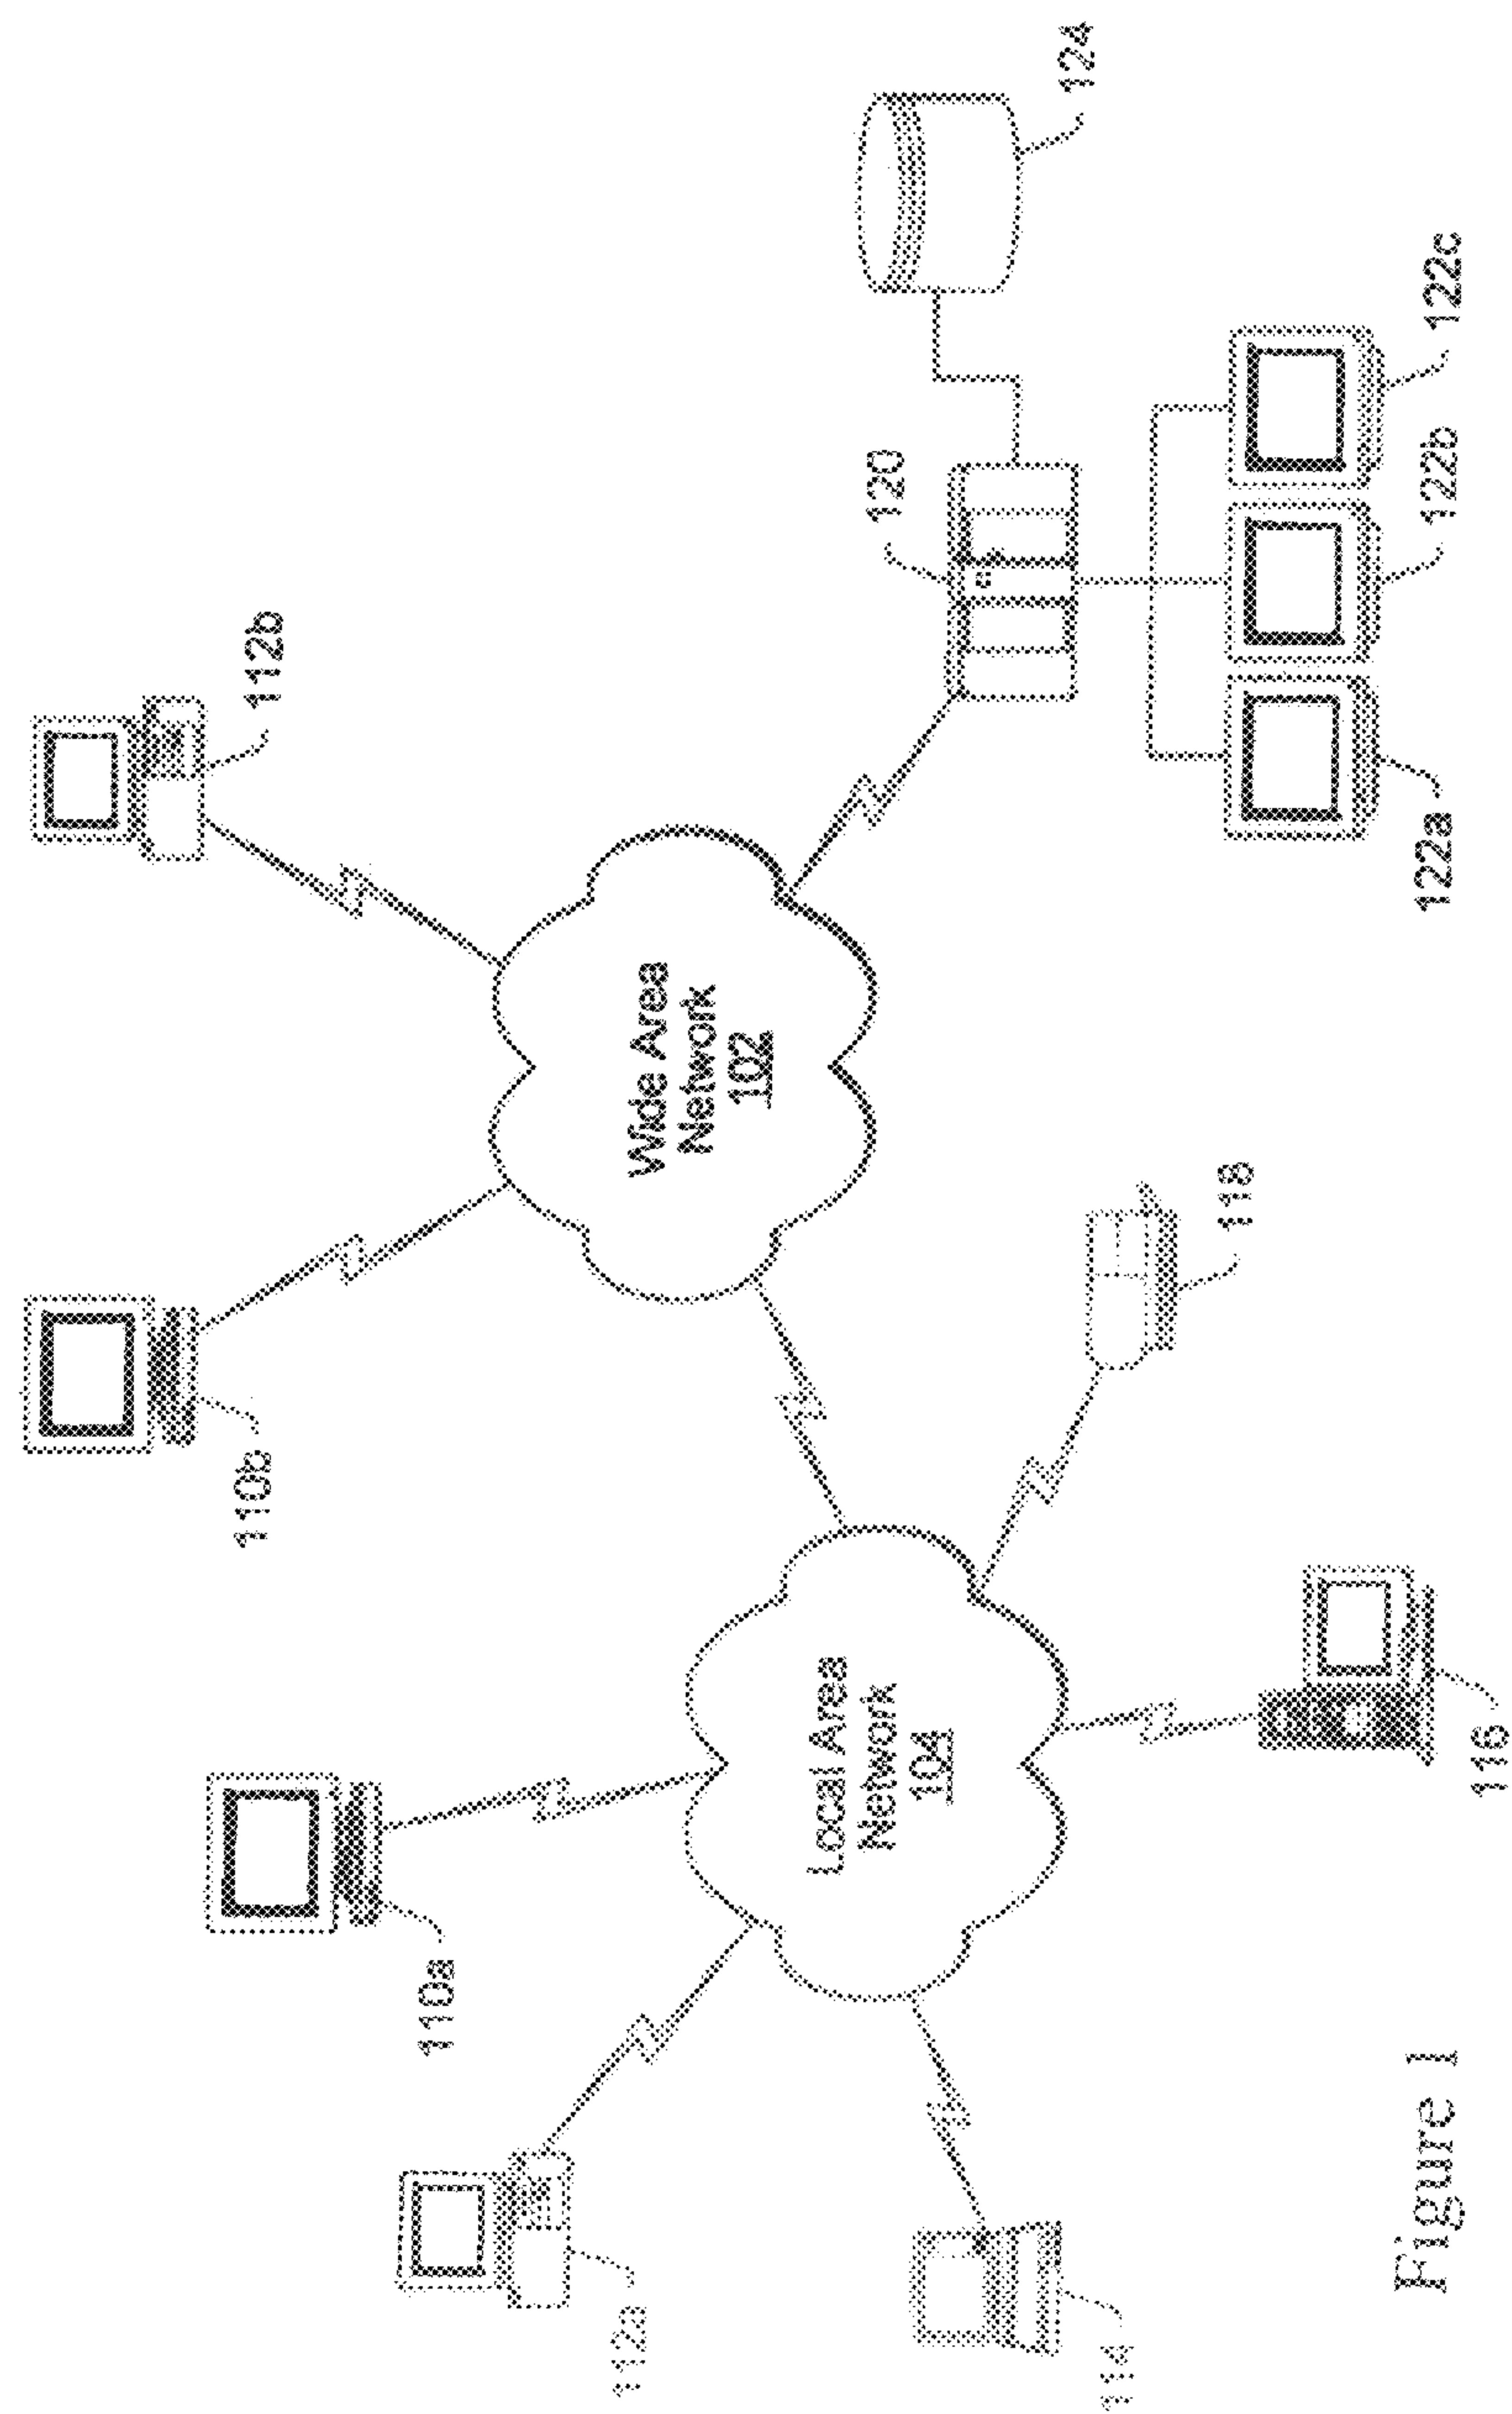 110b
112b
110a
112a
Wide Area
Network
102
120
124
Local Area
Network
104
118
114
116
122a
122b
122c
Figure 1